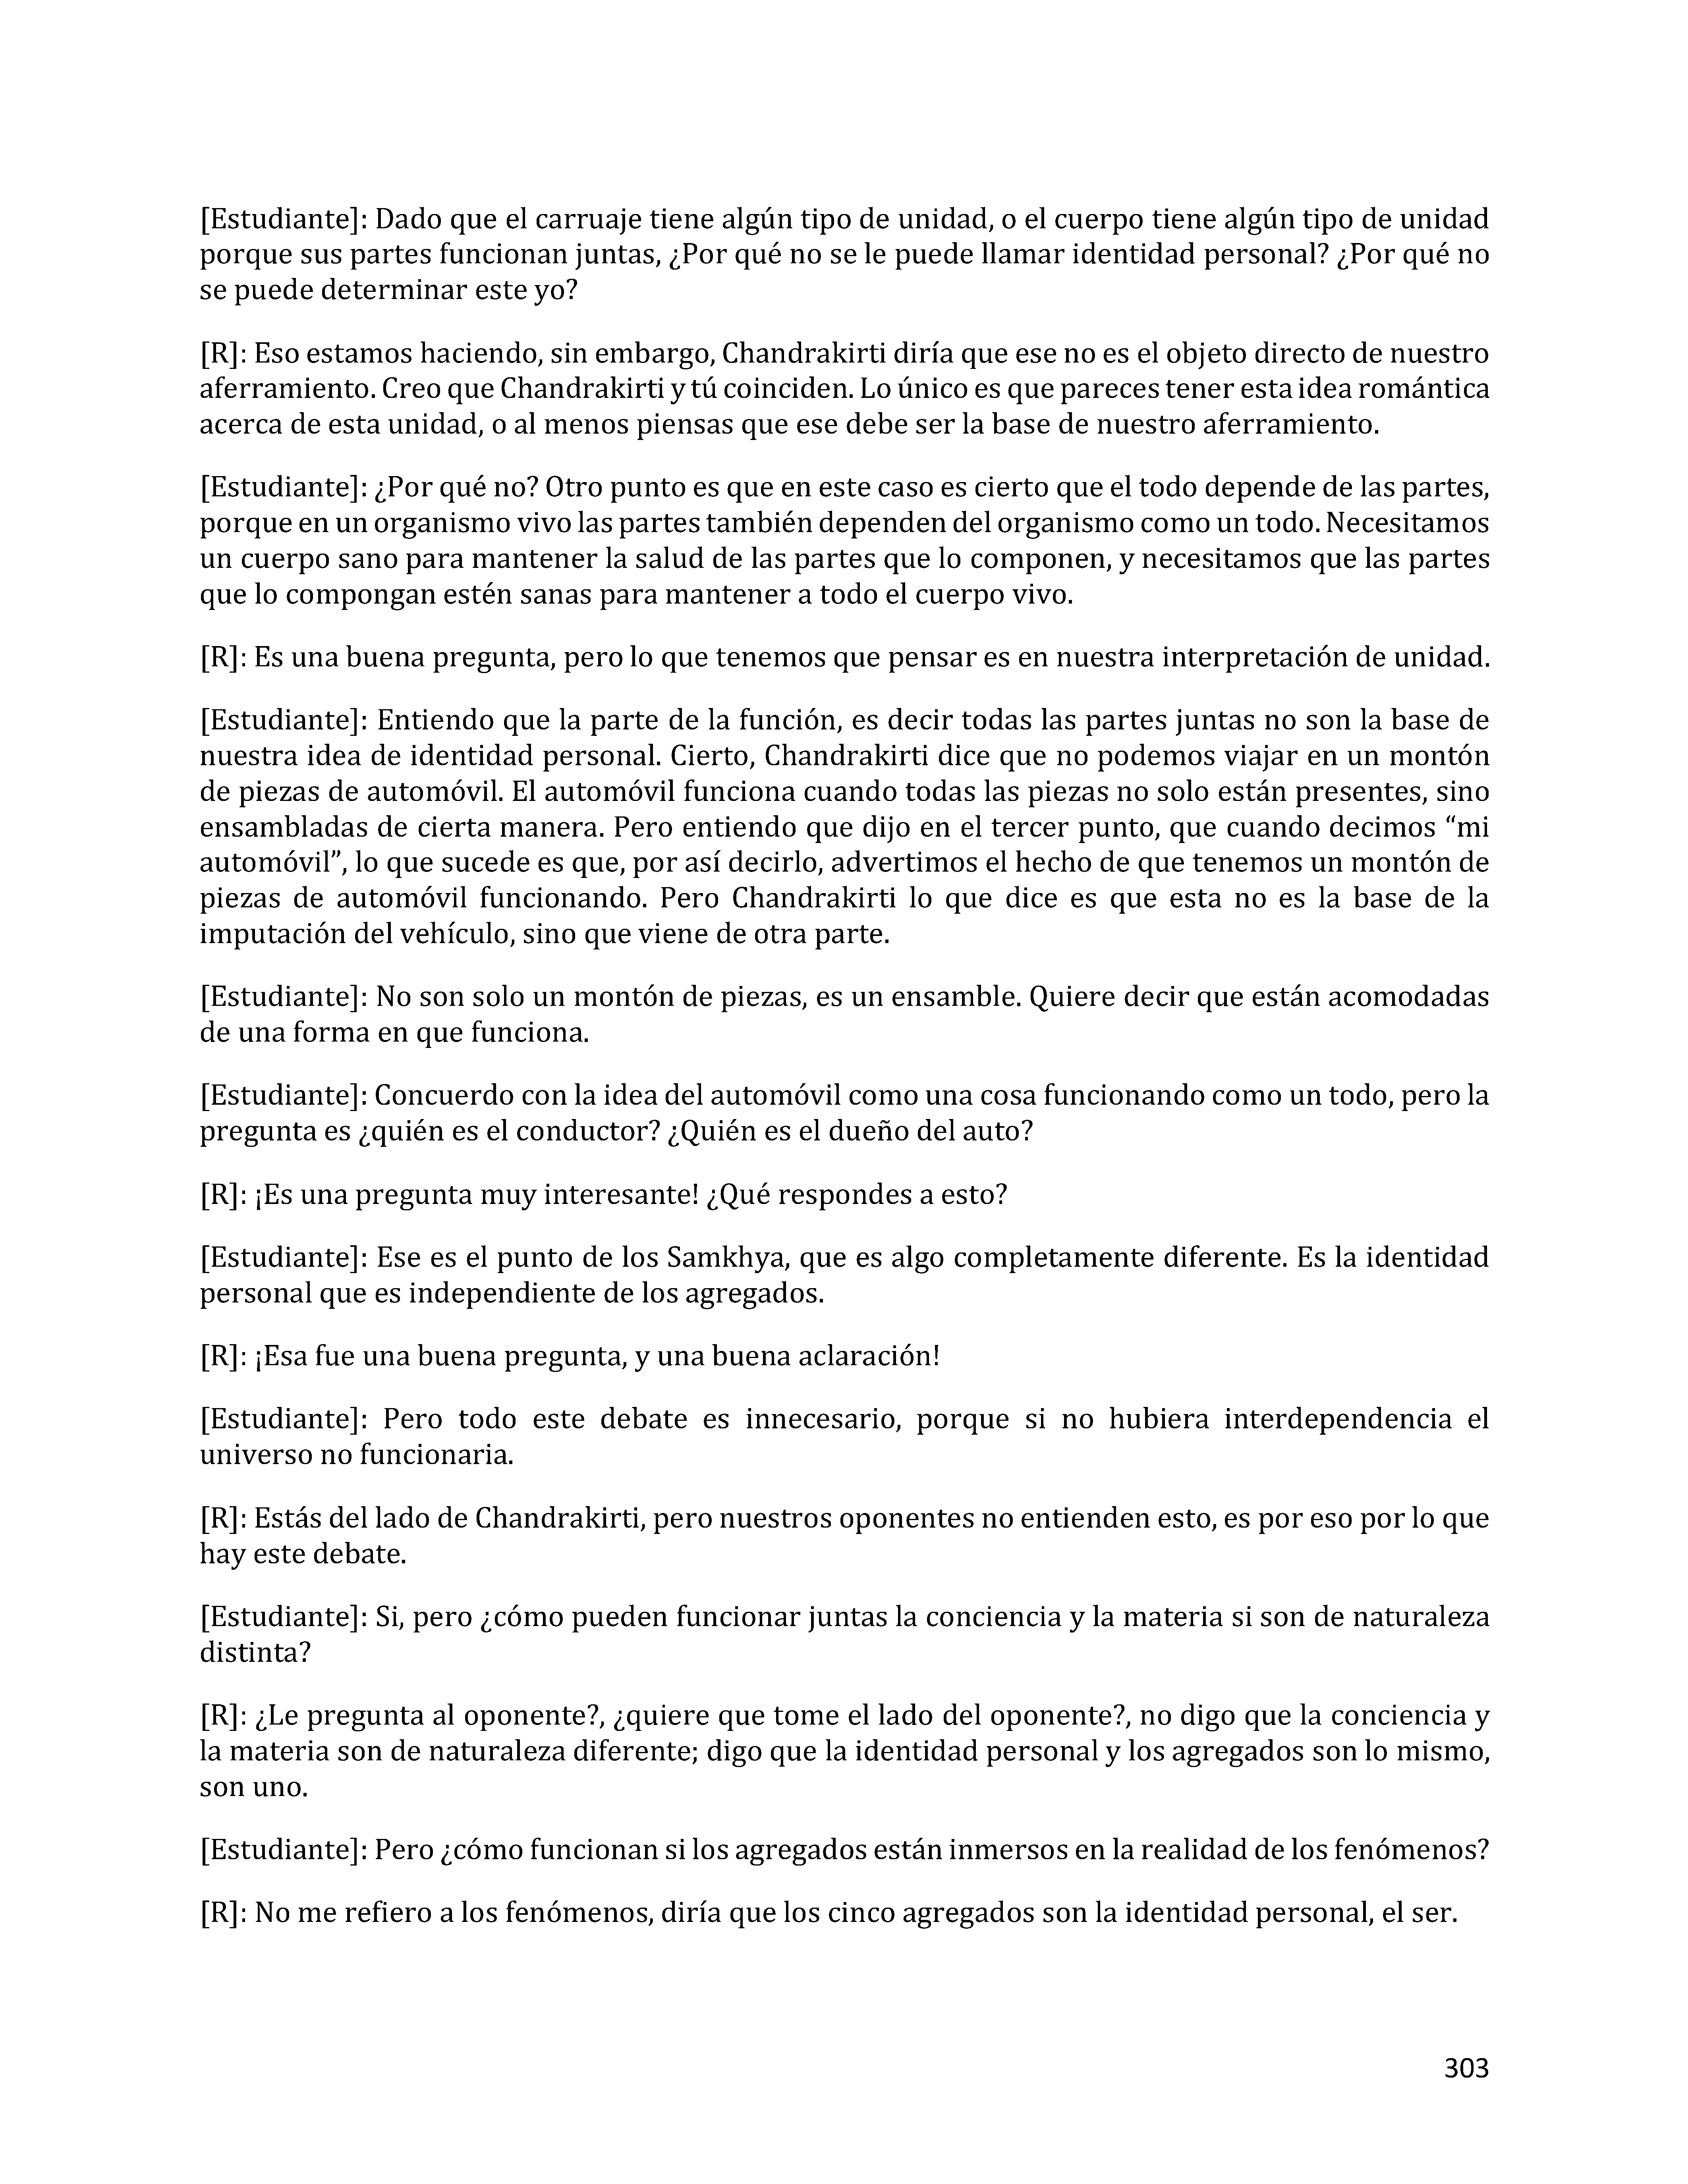 [Estudiante]: Dado que el carruaje tiene algún tipo de unidad, o el cuerpo tiene algún tipo de unidad
porque sus partes funcionan juntas, ¿Por qué no se le puede llamar identidad personal? ¿Por qué no
se puede determinar este yo?
[R]: Eso estamos haciendo, sin embargo, Chandrakirti diría que ese no es el objeto directo de nuestro
aferramiento. Creo que Chandrakirti y tú coinciden. Lo único es que pareces tener esta idea romántica
acerca de esta unidad, o al menos piensas que ese debe ser la base de nuestro aferramiento.
[Estudiante]: ¿Por qué no? Otro punto es que en este caso es cierto que el todo depende de las partes,
porque en un organismo vivo las partes también dependen del organismo como un todo. Necesitamos
un cuerpo sano para mantener la salud de las partes que lo componen, y necesitamos que las partes
que lo compongan estén sanas para mantener a todo el cuerpo vivo.
[R]: Es una buena pregunta, pero lo que tenemos que pensar es en nuestra interpretación de unidad.
[Estudiante]: Entiendo que la parte de la función, es decir todas las partes juntas no son la base de
nuestra idea de identidad personal. Cierto, Chandrakirti dice que no podemos viajar en un montón
de piezas de automóvil. El automóvil funciona cuando todas las piezas no solo están presentes, sino
ensambladas de cierta manera. Pero entiendo que dijo en el tercer punto, que cuando decimos “mi
automóvil”, lo que sucede es que, por así decirlo, advertimos el hecho de que tenemos un montón de
piezas de automóvil funcionando. Pero Chandrakirti lo que dice es que esta no es la base de la
imputación del vehículo, sino que viene de otra parte.
[Estudiante]: No son solo un montón de piezas, es un ensamble. Quiere decir que están acomodadas
de una forma en que funciona.
[Estudiante]: Concuerdo con la idea del automóvil como una cosa funcionando como un todo, pero la
pregunta es ¿quién es el conductor? ¿Quién es el dueño del auto?
[R]: ¡Es una pregunta muy interesante! ¿Qué respondes a esto?
[Estudiante]: Ese es el punto de los Samkhya, que es algo completamente diferente. Es la identidad
personal que es independiente de los agregados.
[R]: ¡Esa fue una buena pregunta, y una buena aclaración!
[Estudiante]: Pero todo este debate es innecesario, porque si no hubiera interdependencia el
universo no funcionaria.
[R]: Estás del lado de Chandrakirti, pero nuestros oponentes no entienden esto, es por eso por lo que
hay este debate.
[Estudiante]: Si, pero ¿cómo pueden funcionar juntas la conciencia y la materia si son de naturaleza
distinta?
[R]: ¿Le pregunta al oponente?, ¿quiere que tome el lado del oponente?, no digo que la conciencia y
la materia son de naturaleza diferente; digo que la identidad personal y los agregados son lo mismo,
son uno.
[Estudiante]: Pero ¿cómo funcionan si los agregados están inmersos en la realidad de los fenómenos?
[R]: No me refiero a los fenómenos, diría que los cinco agregados son la identidad personal, el ser.
303